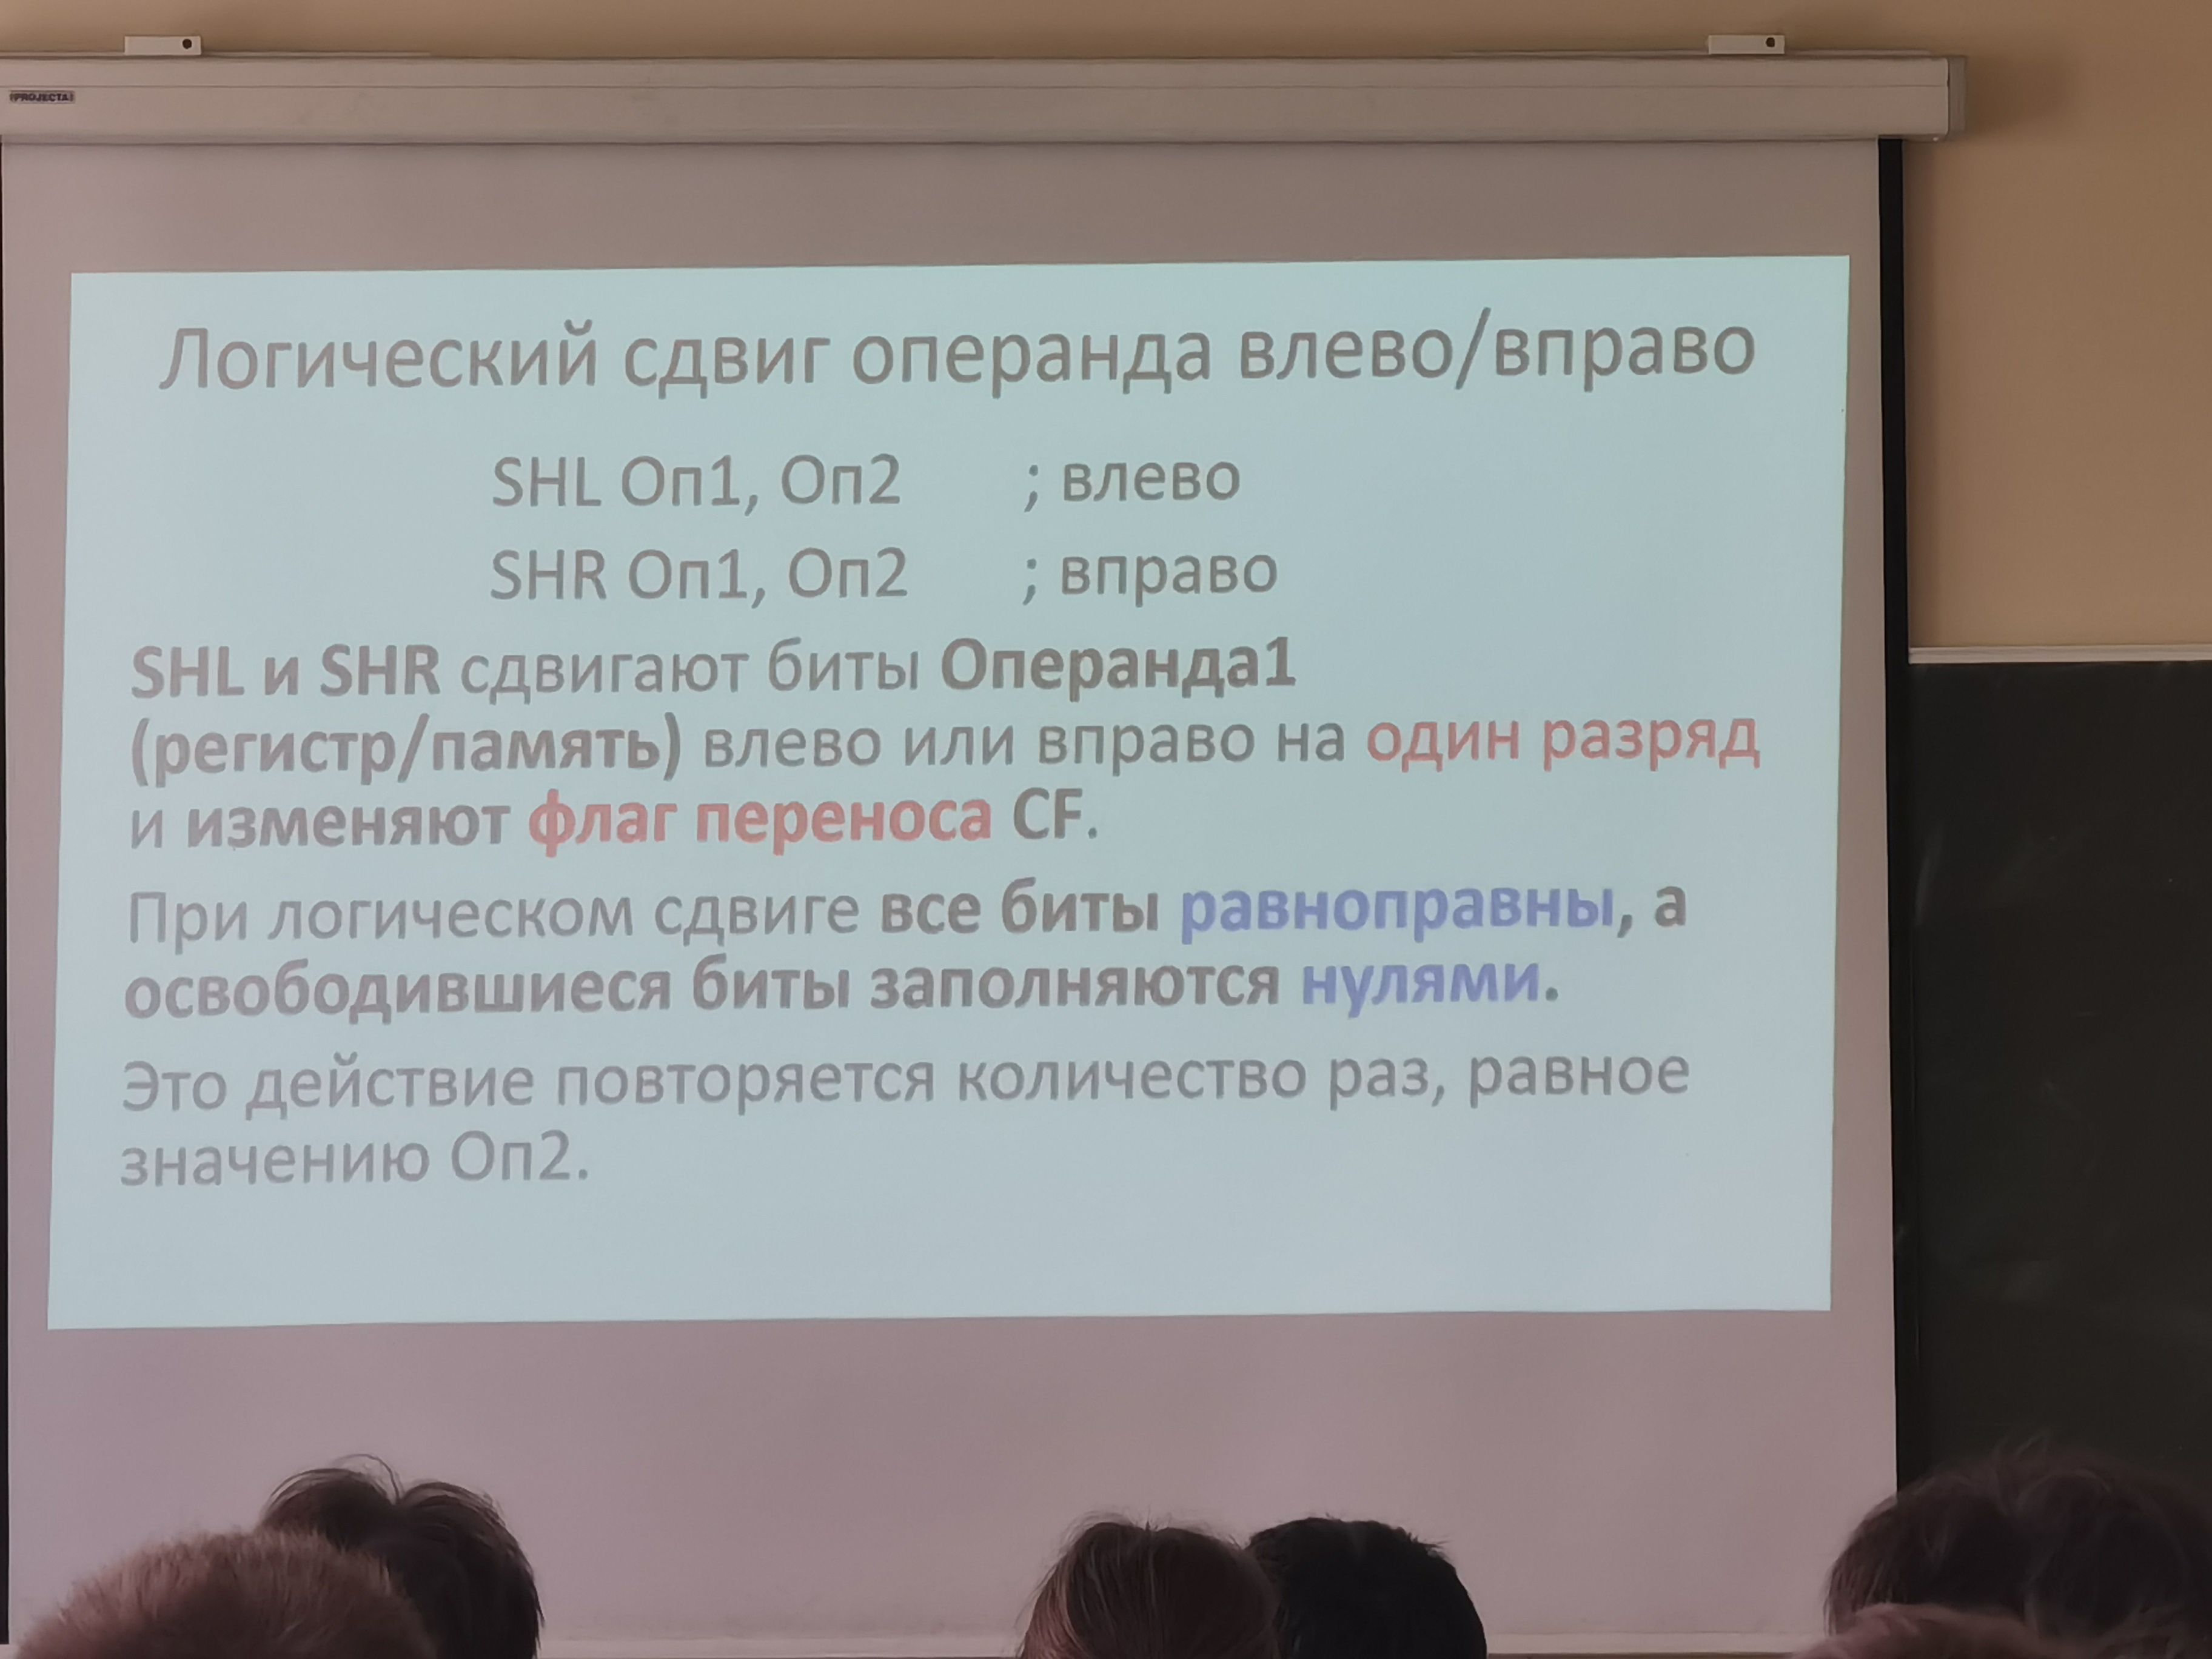 PROJECTA
Логический сдвиг операнда влево/вправо
SHL Оп1, Оп2 ; влево
SHR Оп1, Оп2 ; вправо
SHL и SHR сдвигают биты Операнда1
(регистр/память) влево или вправо на один разряд
и изменяют флаг переноса CF.
При логическом сдвиге все биты равноправны, а
освободившиеся биты заполняются нулями.
Это действие повторяется количество раз, равное
значению Оп2.